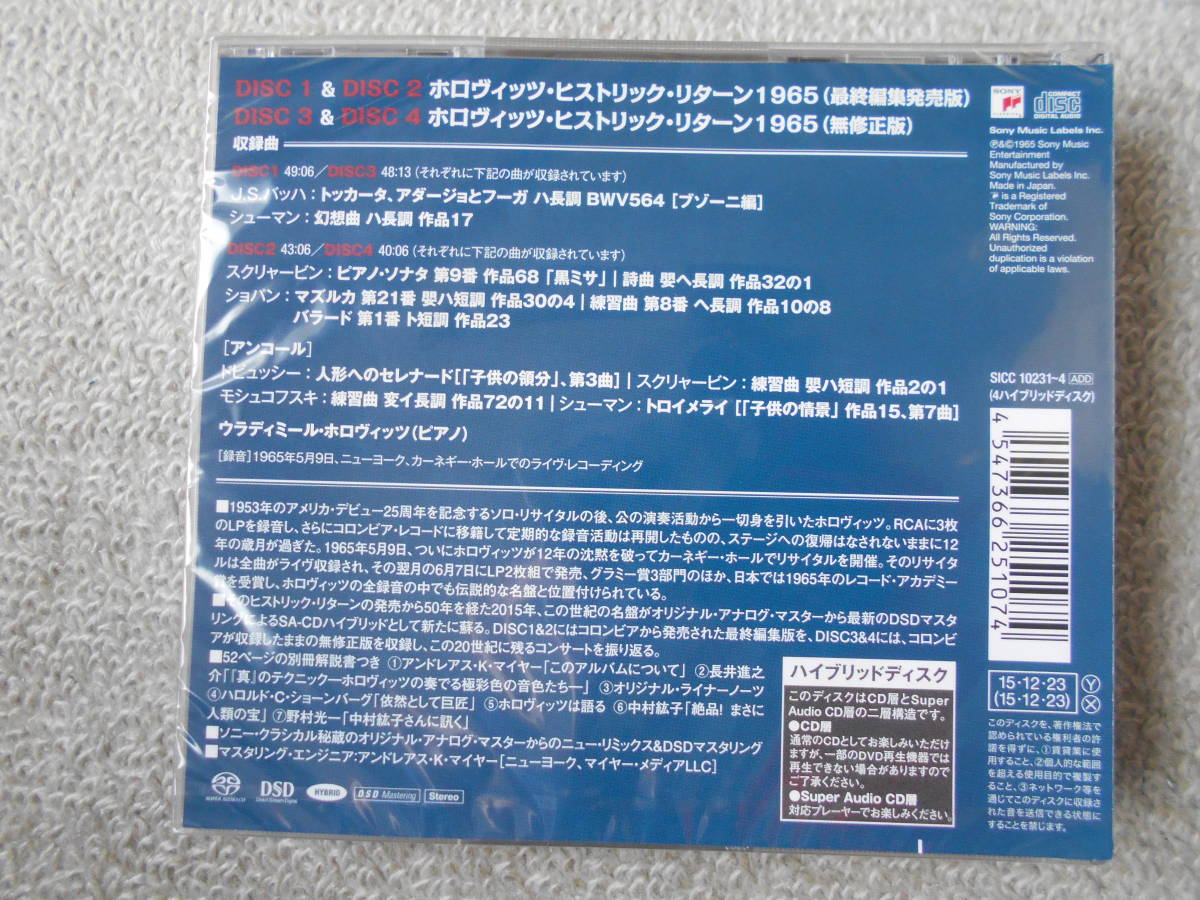 DISC 1 & DISC 2 ホロヴィッツ・ヒストリック・リターン1965(最終編集発売版)
DISC 3 & DISC 4 ホロヴィッツ・ヒストリック・リターン1965(無修正版)
収録曲
DISC1 49:06/DISC3 48:13(それぞれに下記の曲が収録されています)
J.S.バッハ:トッカータ、アダージョとフーガ ハ長調 BWV564[ブゾーニ編]
シューマン:幻想曲 ハ長調 作品17
DISC2 43:06/DISC4 40:06(それぞれに下記の曲が収録されています)
スクリャービン:ピアノ・ソナタ 第9番 作品68「黒ミサ」|詩曲 嬰ヘ長調 作品32の1
ショパン:マズルカ 第21番 嬰ハ短調 作品30の4|練習曲 第8番 ヘ長調 作品10の8
バラード 第1番 ト短調 作品23
[アンコール]
ドビュッシー:人形へのセレナード[「子供の領分」、第3曲]|スクリャービン:練習曲 嬰ハ短調 作品2の1
モシュコフスキ:練習曲 変イ長調 作品72の11|シューマン:トロイメライ[「子供の情景」作品15、第7曲]
ウラディミール・ホロヴィッツ(ピアノ)
[録音]1965年5月9日、ニューヨーク、カーネギー・ホールでのライヴ・レコーディング
■1953年のアメリカ・デビュー25周年を記念するソロ・リサイタルの後、公の演奏活動から一切身を引いたホロヴィッツ。RCAに3枚
のLPを録音し、さらにコロンビア・レコードに移籍して定期的な録音活動は再開したものの、ステージへの復帰はなされないままに12
年の歳月が過ぎた。1965年5月9日、ついにホロヴィッツが12年の沈黙を破ってカーネギー・ホールでリサイタルを開催。そのリサイタ
ルは全曲がライヴ収録され、その翌月の6月7日にLP2枚組で発売、グラミー賞3部門のほか、日本では1965年のレコード・アカデミー
賞を受賞し、ホロヴィッツの全録音の中でも伝説的な名盤と位置付けられている。
■そのヒストリック・リターンの発売から50年を経た2015年、この世紀の名盤がオリジナル・アナログ・マスターから最新のDSDマスタ
リングによるSA-CDハイブリッドとして新たに蘇る。DISC1&2にはコロンビアから発売された最終編集版を、DISC3&4には、コロンビ
アが収録したままの無修正版を収録し、この20世紀に残るコンサートを振り返る。
■52ページの別冊解説書つき ①アンドレアス・K・マイヤー「このアルバムについて」 ②長井進之
介「「真」のテクニックーホロヴィッツの奏でる極彩色の音色たちー」 ③オリジナル・ライナーノーツ
④ハロルド・C・ショーンバーグ「依然として巨匠」 ⑤ホロヴィッツは語る ⑥中村紘子「絶品! まさに
人類の宝」 ⑦野村光一「中村紘子さんに訊く」
■ソニー・クラシカル秘蔵のオリジナル・アナログ・マスターからのニュー・リミックス&DSDマスタリング
■マスタリング・エンジニア:アンドレアス・K・マイヤー[ニューヨーク、マイヤー・メディアLLC]
SUPER AUDIO CD
DSD
Direct Stream Digital
HYBRID
DSD Mastering
Stereo
ハイブリッドディスク
このディスクはCD層とSuper
Audio CD層の二層構造です。
●CD層
通常のCDとしてお楽しみいただけ
ますが、一部のDVD再生機器では
再生できない場合がありますので
ご了承ください。
●Super Audio CD層
対応プレーヤーでお楽しみください。
SONY
COMPACT
disc
DIGITAL AUDIO
Sony Music Labels Inc.
℗&©1965 Sony Music
Entertainment
Manufactured by
Sony Music Labels Inc.
Made in Japan.
is a Registered
Trademark of
Sony Corporation.
WARNING:
All Rights Reserved.
Unauthorized
duplication is a violation
of applicable laws.
SICC 10231~4 ADD
(4ハイブリッドディスク)
4 547366 251074
15・12・23
(15・12・23)
Ⓨ
ⓧ
このディスクを、著作権法で
認められている権利者の許
諾を得ずに、①賃貸業に使
用すること、②個人的な範囲
を超える使用目的で複製す
ること、③ネットワーク等を
通じてこのディスクに収録さ
れた音を送信できる状態に
することを禁じます。